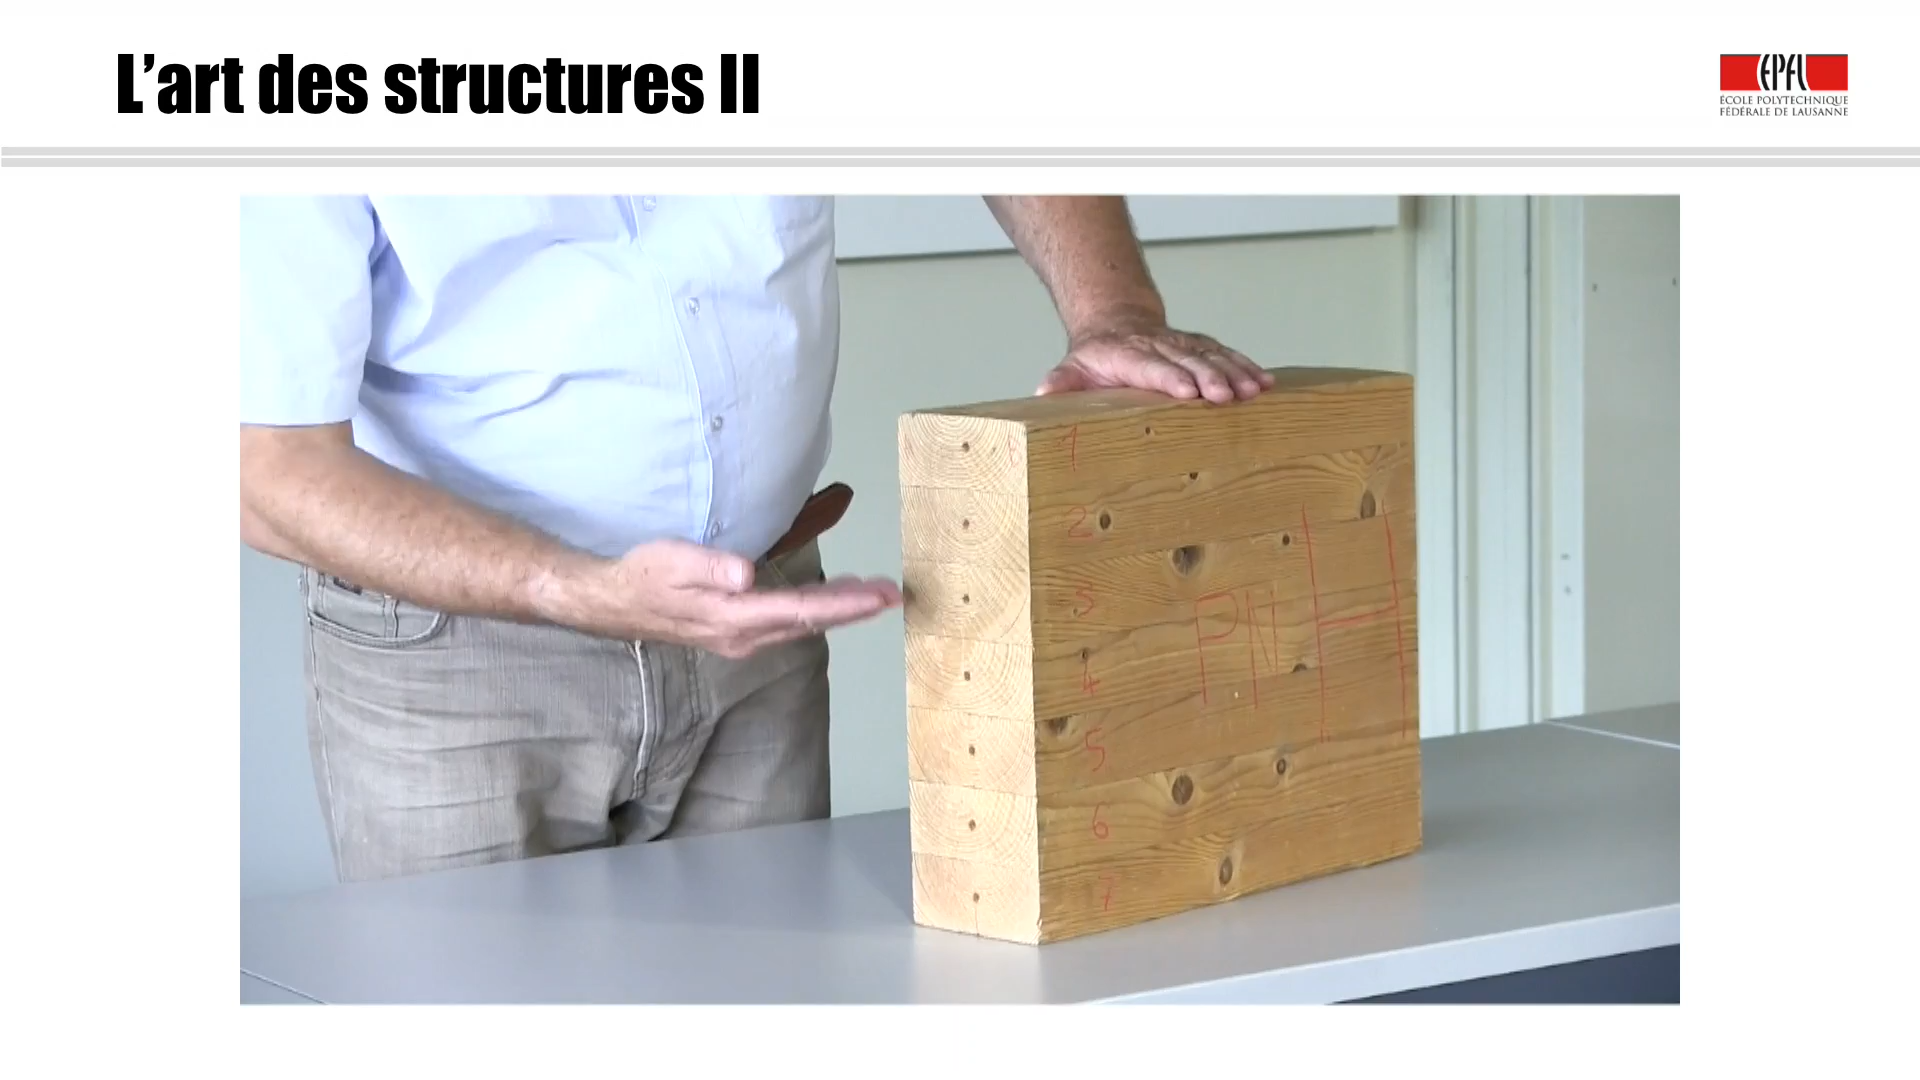 L'art des structures II
EPFL
ÉCOLE POLYTECHNIQUE
FÉDÉRALE DE LAUSANNE
1
2
3
4
5
6
7
PN H